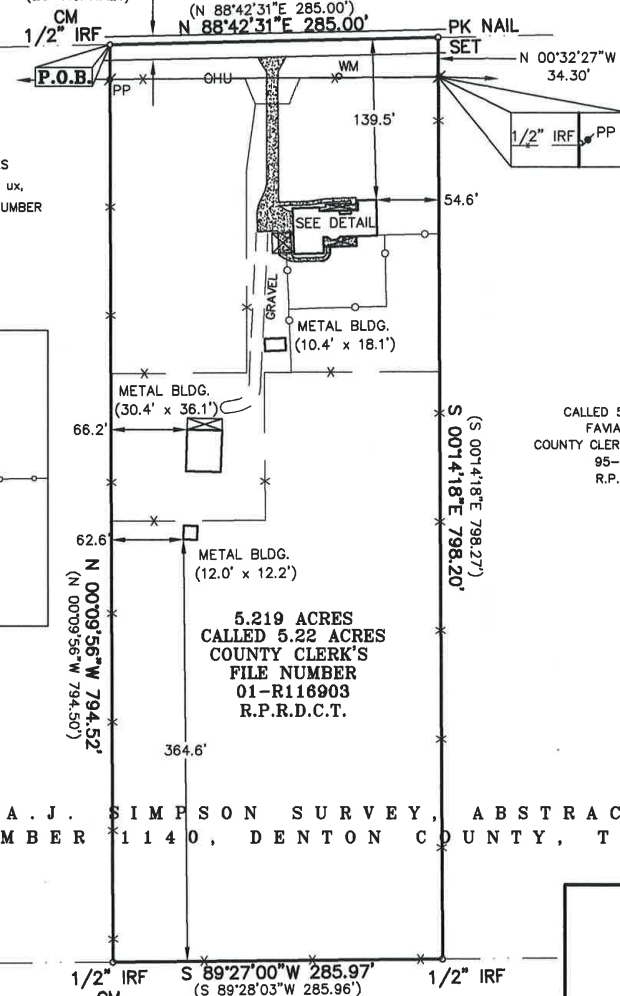 (N 88°42'31"E 285.00')
CM
1/2" IRF
N 88°42'31"E 285.00'
PK NAIL
SET
N 00°32'27"W
34.30'
P.O.B.
PP
OHU
WM
1/2" IRF
PP
139.5'
S
ux,
UMBER
54.6'
SEE DETAIL
GRAVEL
METAL BLDG.
(10.4' x 18.1')
METAL BLDG.
(30.4' x 36.1')
66.2'
S 00°14'18"E 798.20'
(S 00°14'18"E 798.27')
CALLED 5
FAVIA
COUNTY CLER
95-
R.P.
62.6'
METAL BLDG.
(12.0' x 12.2')
N 00°09'56"W 794.52'
(N 00°09'56"W 794.50')
5.219 ACRES
CALLED 5.22 ACRES
COUNTY CLERK'S
FILE NUMBER
01-R116903
R.P.R.D.C.T.
364.6'
A.J. SIMPSON SURVEY, ABSTRAC
MBER 1140, DENTON COUNTY, T
1/2" IRF
S 89°27'00"W 285.97'
(S 89°28'03"W 285.96')
1/2" IRF
CM